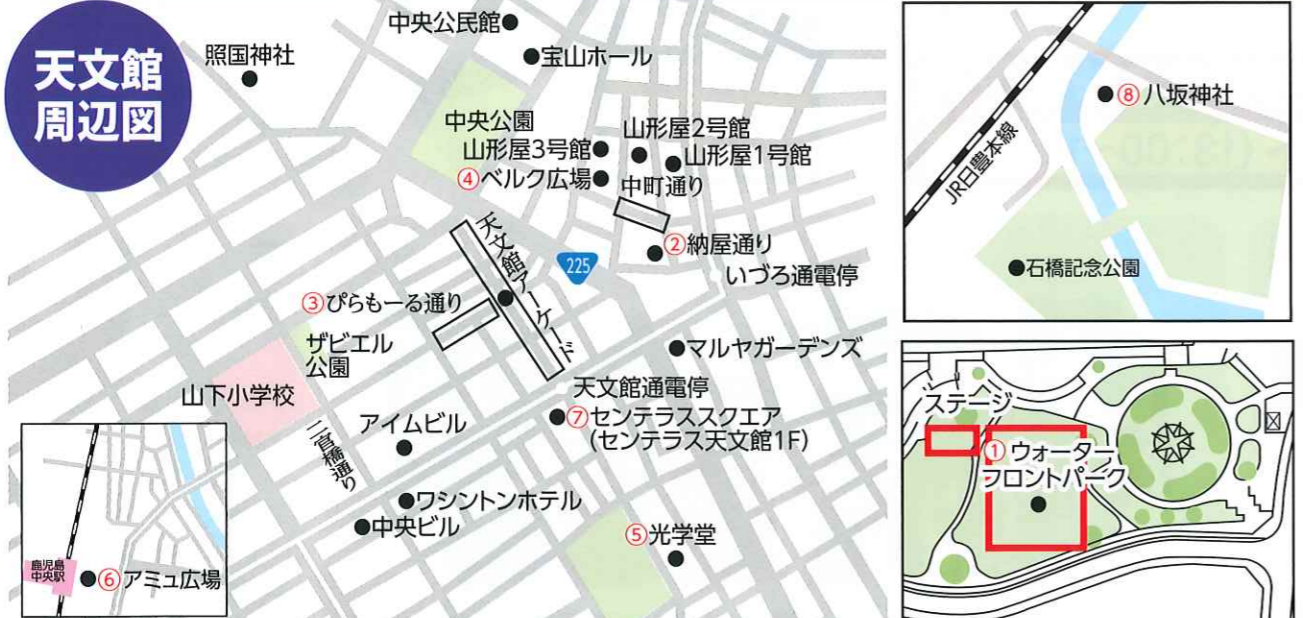 天文館
周辺図
照国神社
中央公民館
宝山ホール
中央公園
山形屋3号館
山形屋2号館
山形屋1号館
④ベルク広場
中町通り
②納屋通り
いづろ通電停
225
天文館アーケード
③ぴらもーる通り
ザビエル
公園
山下小学校
二官橋通り
マルヤガーデンズ
天文館通電停
⑦センテラススクエア
(センテラス天文館1F)
アイムビル
ワシントンホテル
中央ビル
⑤光学堂
鹿児島
中央駅
⑥アミュ広場
⑧八坂神社
JR日豊本線
石橋記念公園
ステージ
①ウォーター
フロントパーク